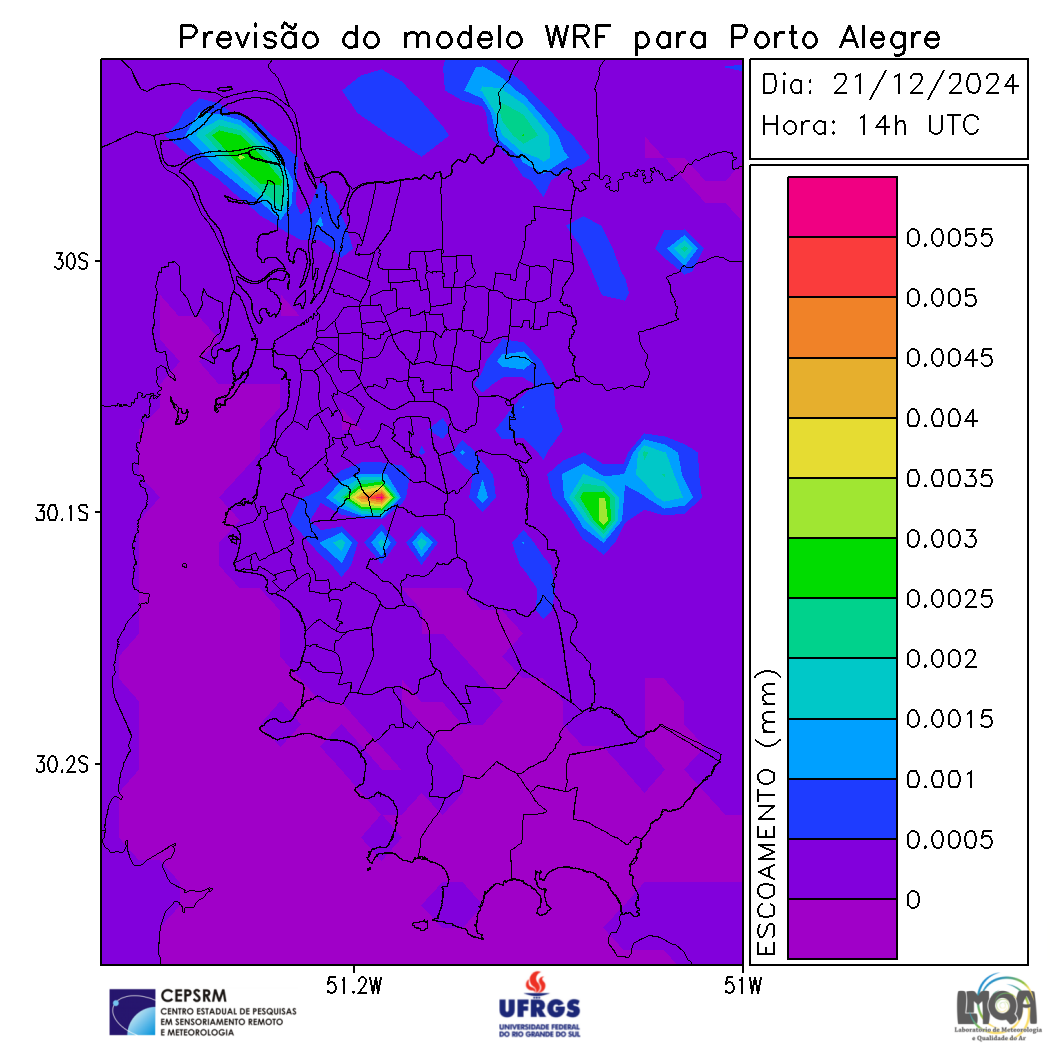 Previsão do modelo WRF para Porto Alegre
Dia: 21/12/2024
Hora: 14h UTC
30S
30.1S
30.2S
51.2W
51W
ESCOAMENTO (mm)
0.0055
0.005
0.0045
0.004
0.0035
0.003
0.0025
0.002
0.0015
0.001
0.0005
0
CEPSRM
CENTRO ESTADUAL DE PESQUISAS
EM SENSORIAMENTO REMOTO
E METEOROLOGIA
UFRGS
UNIVERSIDADE FEDERAL
DO RIO GRANDE DO SUL
LMQA
Laboratório de Meteorologia
e Qualidade do Ar